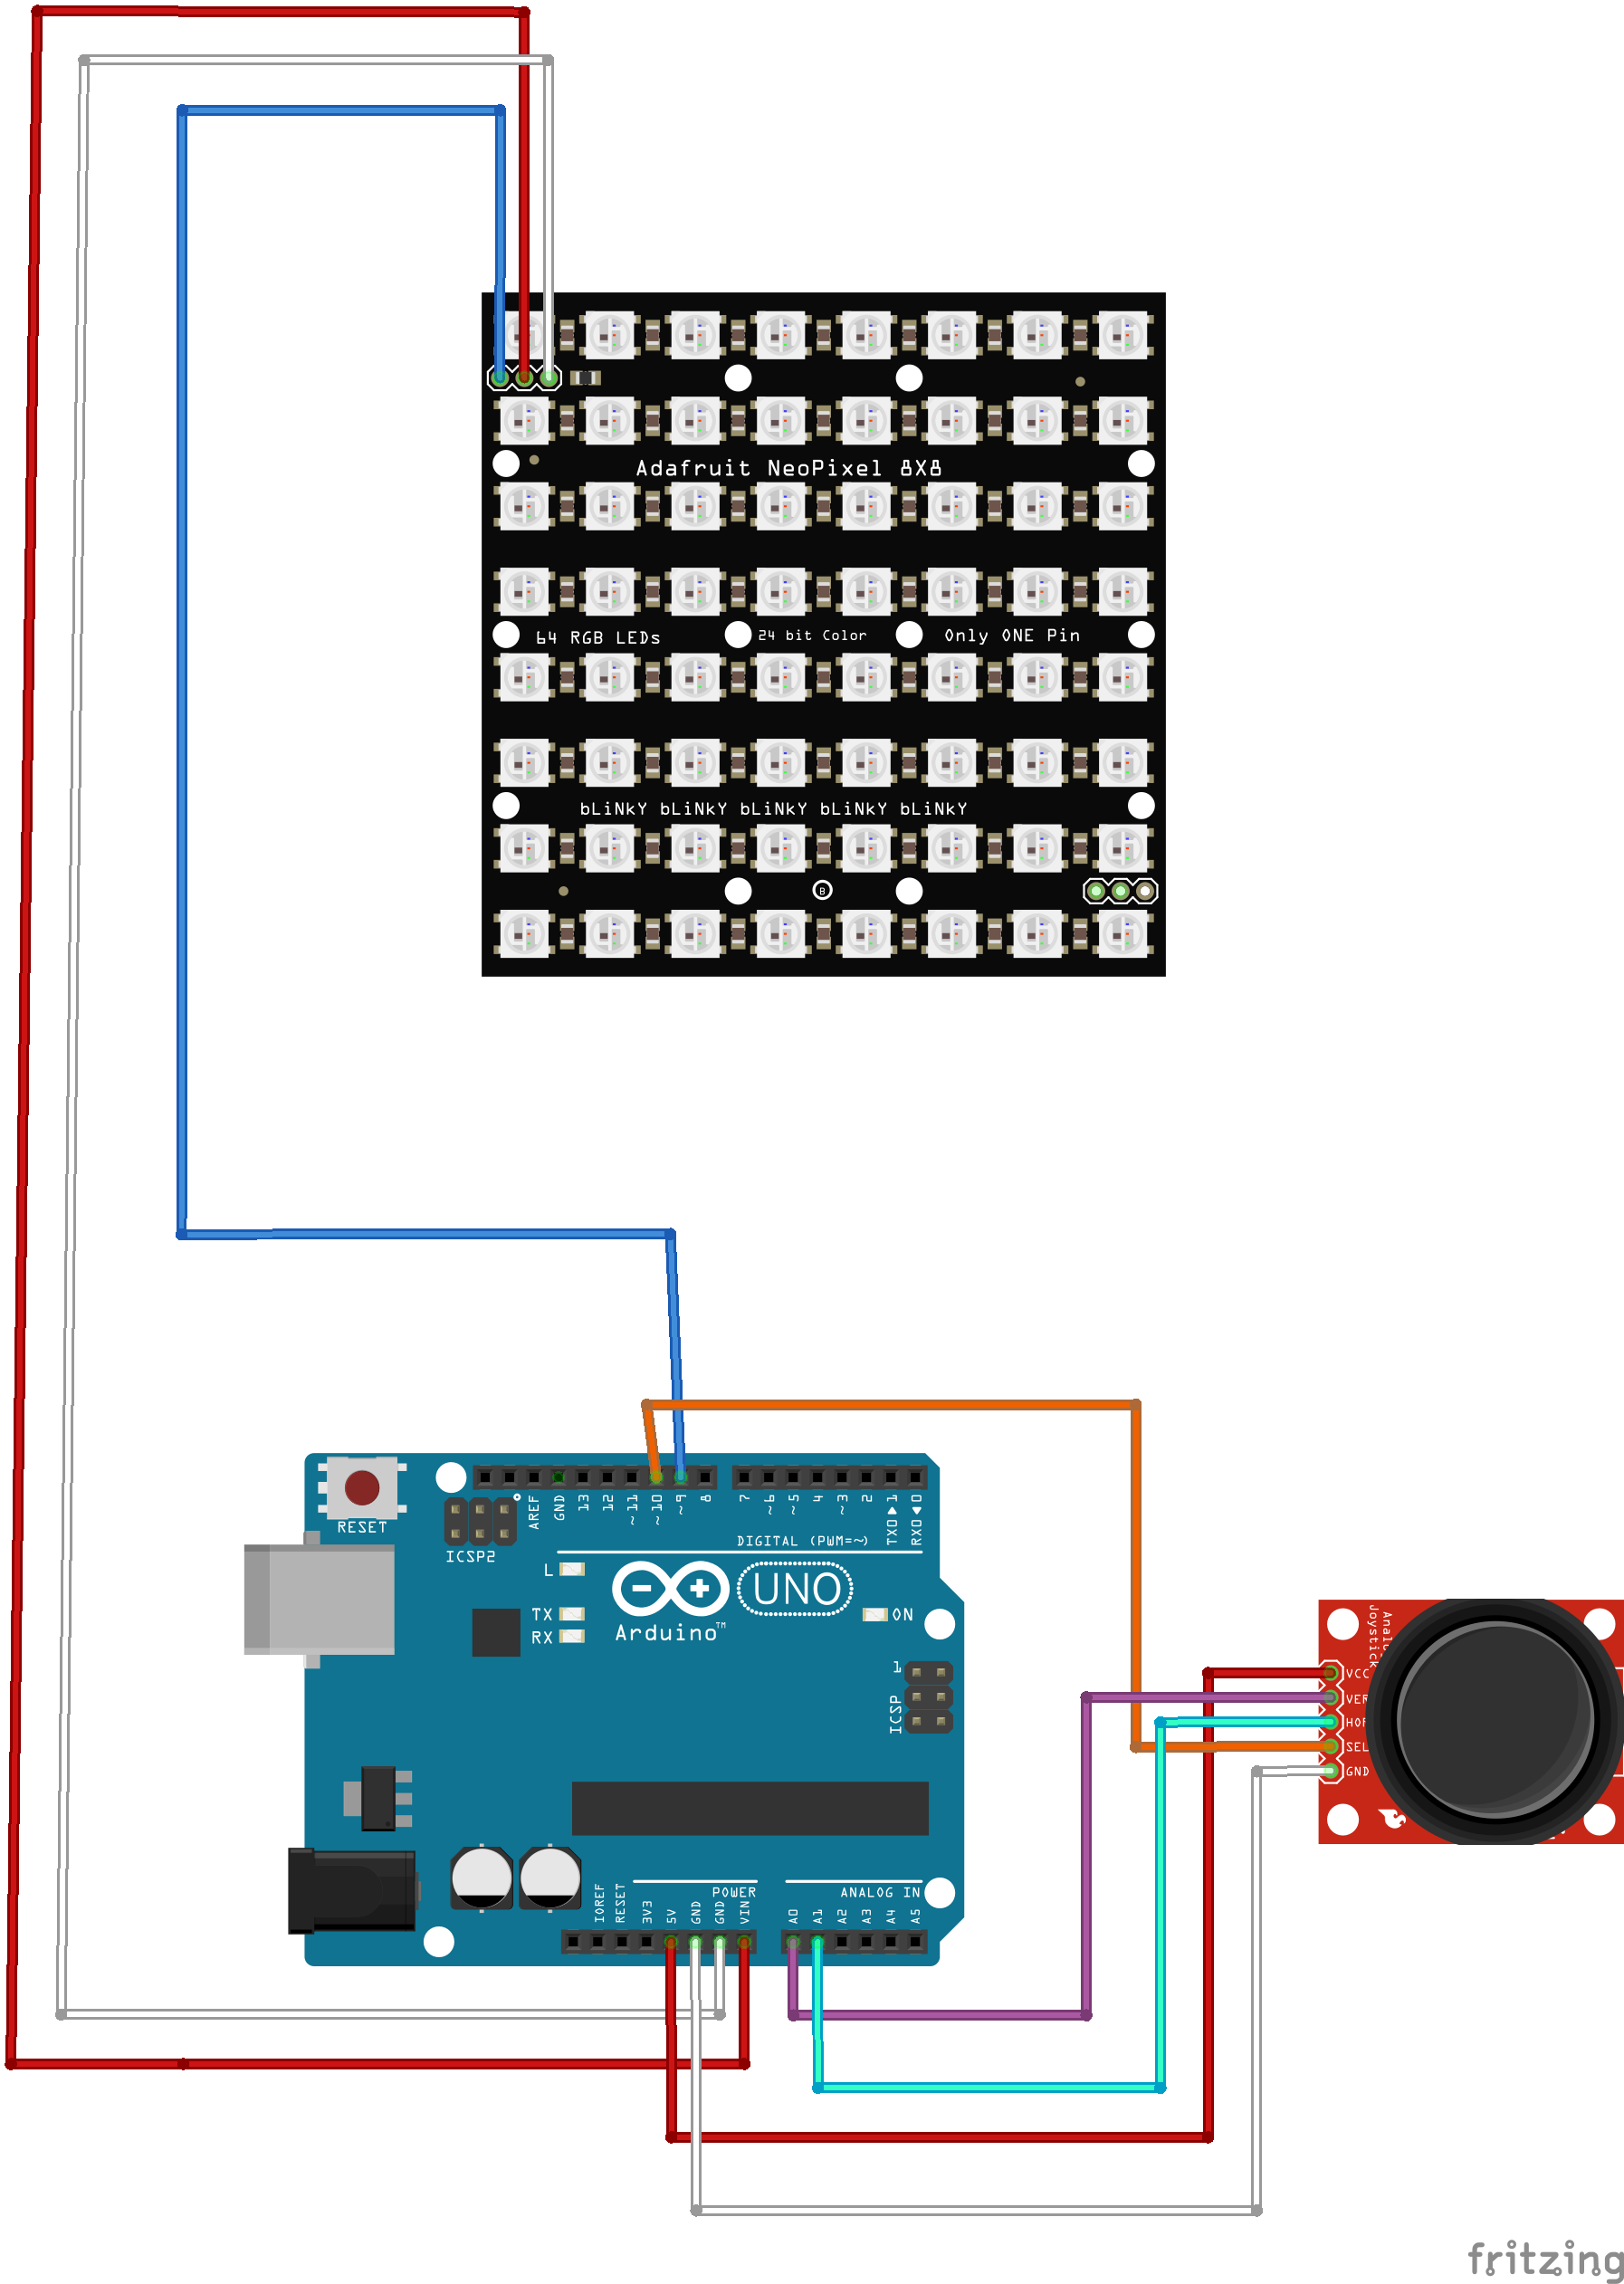 Adafruit NeoPixel 8X8
64 RGB LEDs
24 bit Color
Only ONE Pin
bLiNkY bLiNkY bLiNkY bLiNkY bLiNkY
B
RESET
ICSP2
AREF
GND
13
12
~11
~10
~9
8
7
~6
~5
4
~3
2
TX0▶1
RX0◀0
DIGITAL (PWM=~)
L
TX
RX
UNO
Arduino™
ON
1
ICSP
POWER
ANALOG IN
IOREF
RESET
3V3
5V
GND
GND
VIN
A0
A1
A2
A3
A4
A5
Joystick
VCC
VER
HOR
SEL
GND
fritzing